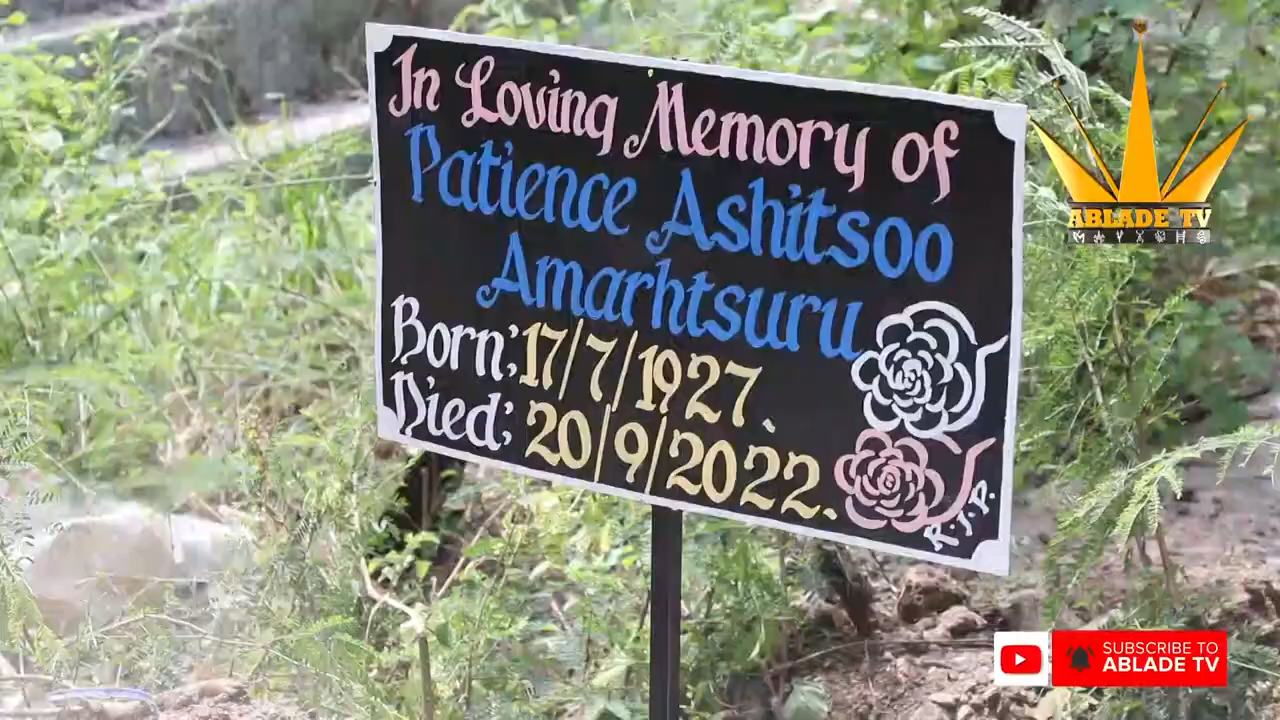 In Loving Memory of
Patience Ashitsoo
Amarhtsuru
Born; 17/7/1927.
Died; 20/9/2022.
R.I.P.
ABLADE TV
SUBSCRIBE TO
ABLADE TV